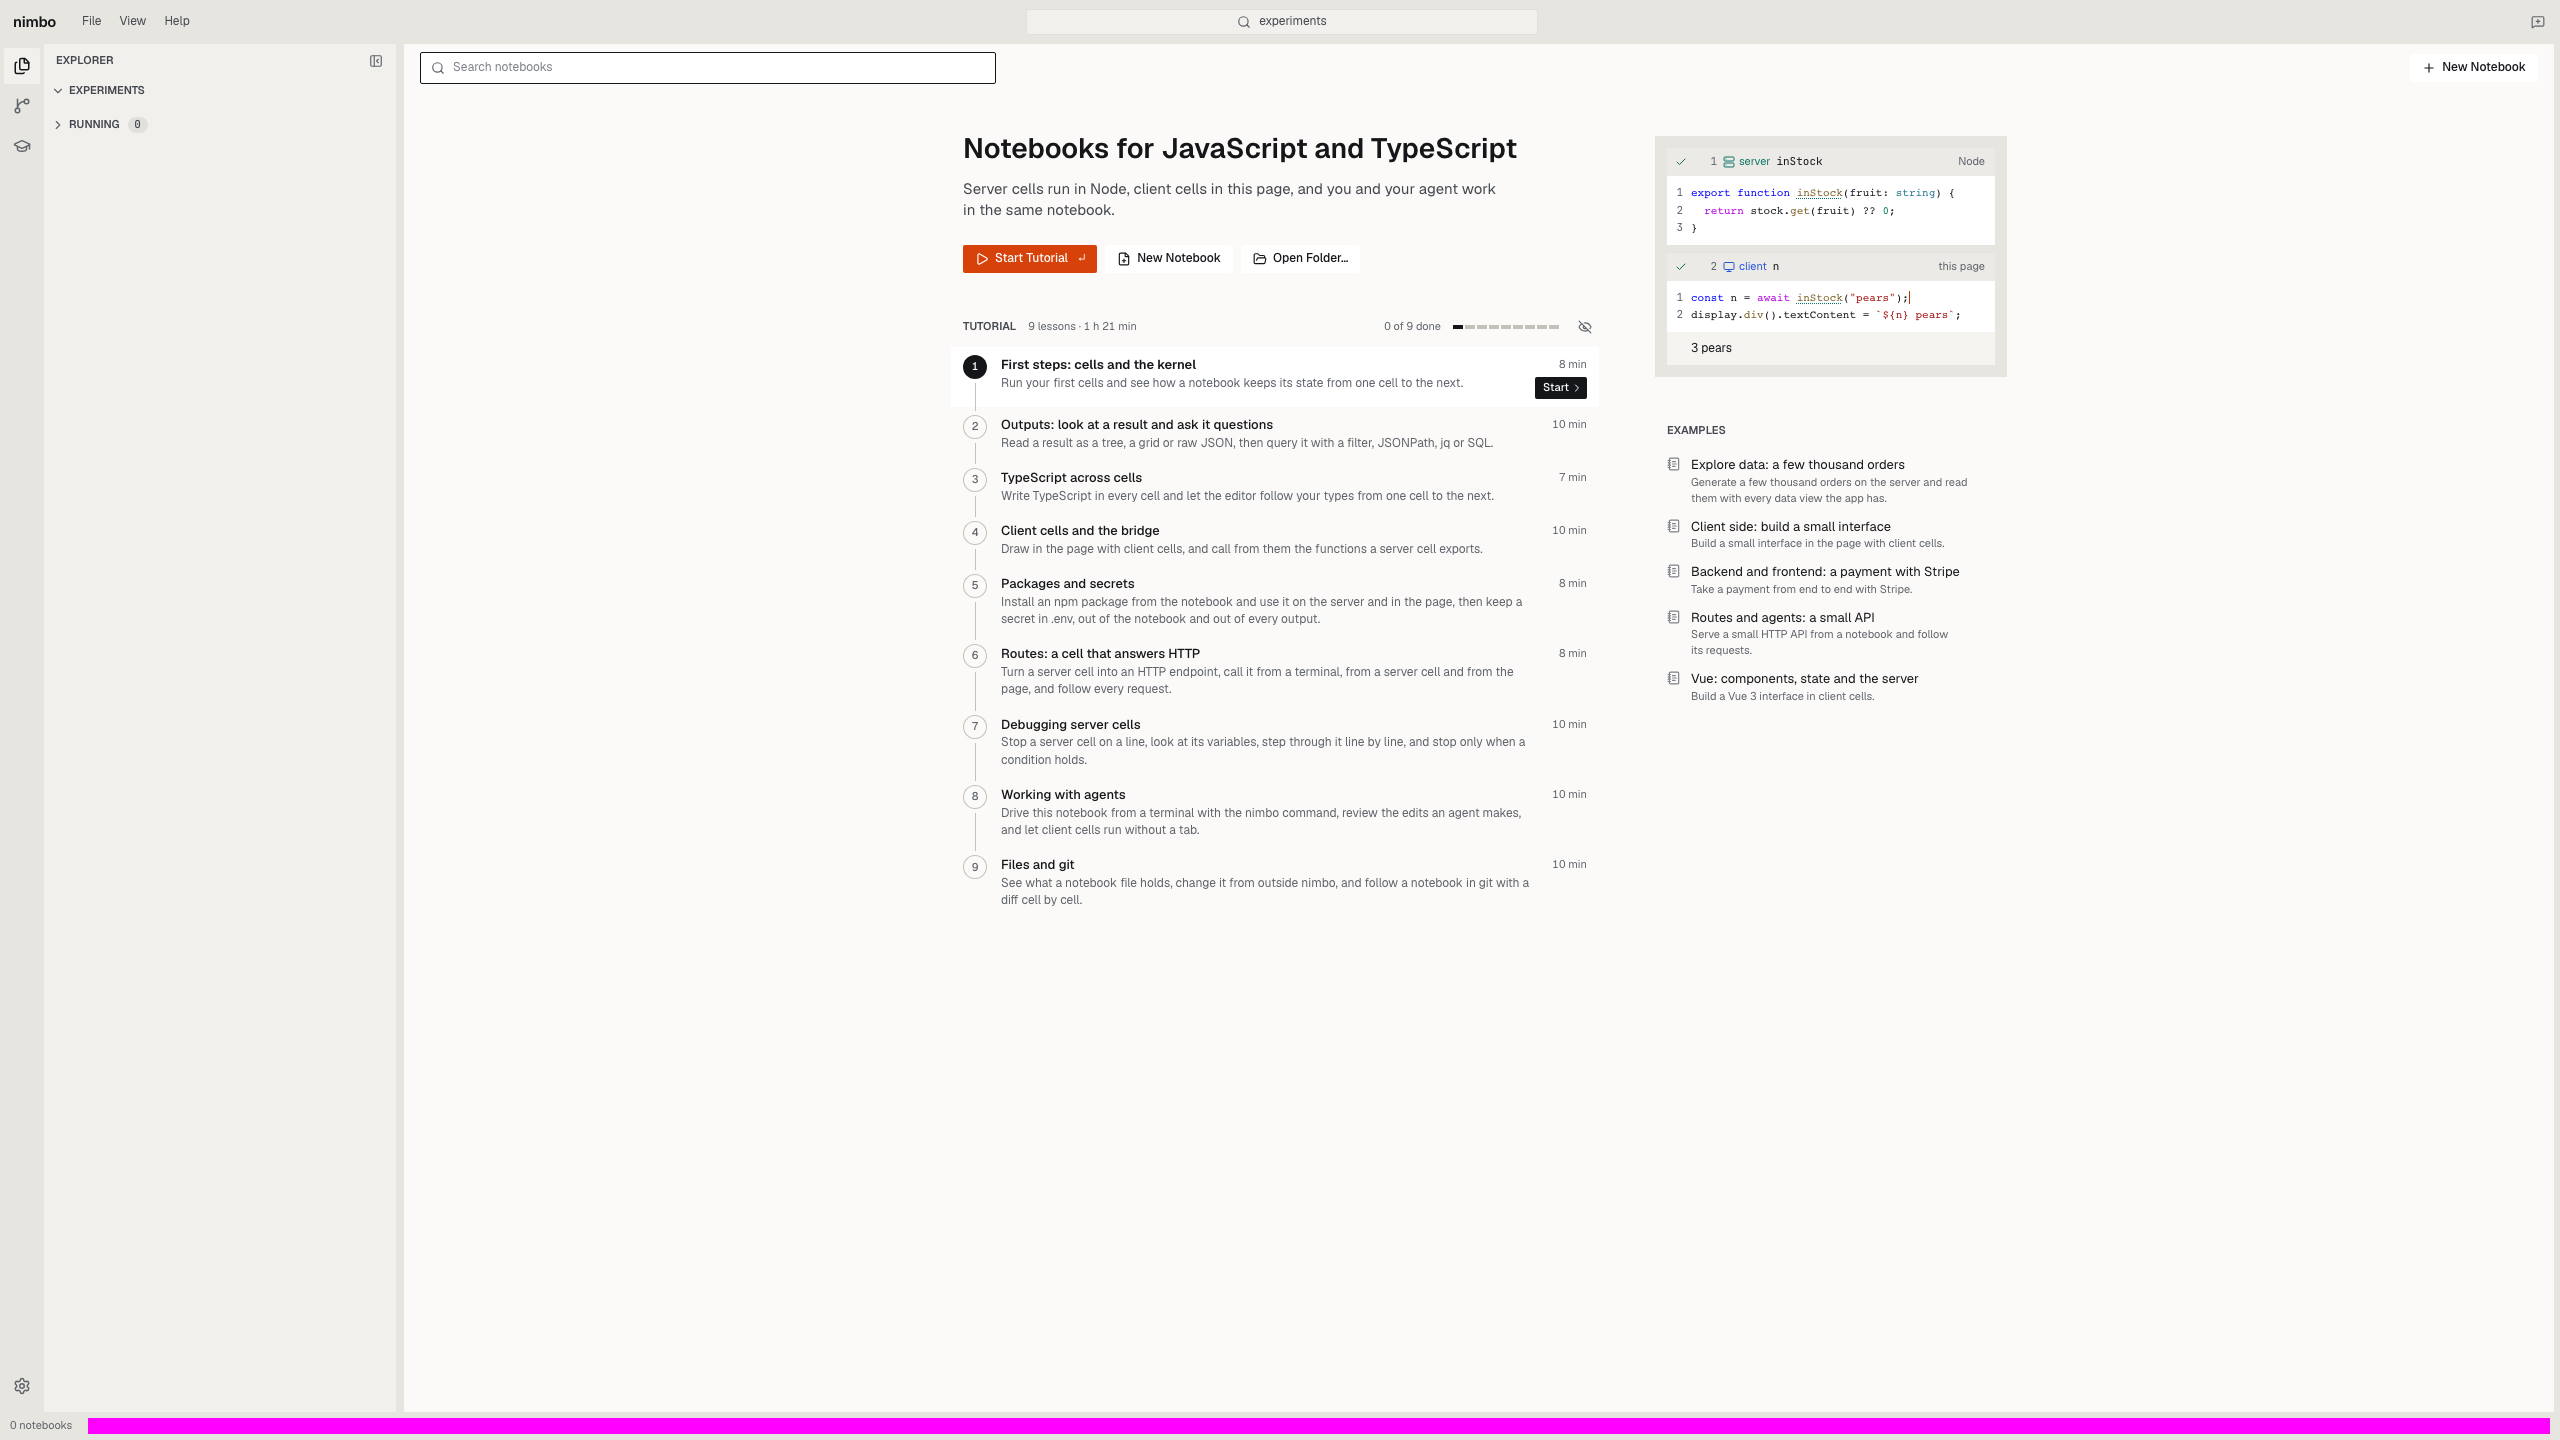 nimbo File View Help
experiments
EXPLORER
EXPERIMENTS
RUNNING 0
Search notebooks
New Notebook
Notebooks for JavaScript and TypeScript
Server cells run in Node, client cells in this page, and you and your agent work
in the same notebook.
Start Tutorial New Notebook Open Folder...
TUTORIAL 9 lessons · 1 h 21 min 0 of 9 done
1 First steps: cells and the kernel 8 min
Run your first cells and see how a notebook keeps its state from one cell to the next.
Start
2 Outputs: look at a result and ask it questions 10 min
Read a result as a tree, a grid or raw JSON, then query it with a filter, JSONPath, jq or SQL.
3 TypeScript across cells 7 min
Write TypeScript in every cell and let the editor follow your types from one cell to the next.
4 Client cells and the bridge 10 min
Draw in the page with client cells, and call from them the functions a server cell exports.
5 Packages and secrets 8 min
Install an npm package from the notebook and use it on the server and in the page, then keep a
secret in .env, out of the notebook and out of every output.
6 Routes: a cell that answers HTTP 8 min
Turn a server cell into an HTTP endpoint, call it from a terminal, from a server cell and from the
page, and follow every request.
7 Debugging server cells 10 min
Stop a server cell on a line, look at its variables, step through it line by line, and stop only when a
condition holds.
8 Working with agents 10 min
Drive this notebook from a terminal with the nimbo command, review the edits an agent makes,
and let client cells run without a tab.
9 Files and git 10 min
See what a notebook file holds, change it from outside nimbo, and follow a notebook in git with a
diff cell by cell.
1 server inStock Node
1 export function inStock(fruit: string) {
2 return stock.get(fruit) ?? 0;
3 }
2 client n this page
1 const n = await inStock("pears");
2 display.div().textContent = `${n} pears`;
3 pears
EXAMPLES
Explore data: a few thousand orders
Generate a few thousand orders on the server and read
them with every data view the app has.
Client side: build a small interface
Build a small interface in the page with client cells.
Backend and frontend: a payment with Stripe
Take a payment from end to end with Stripe.
Routes and agents: a small API
Serve a small HTTP API from a notebook and follow
its requests.
Vue: components, state and the server
Build a Vue 3 interface in client cells.
0 notebooks